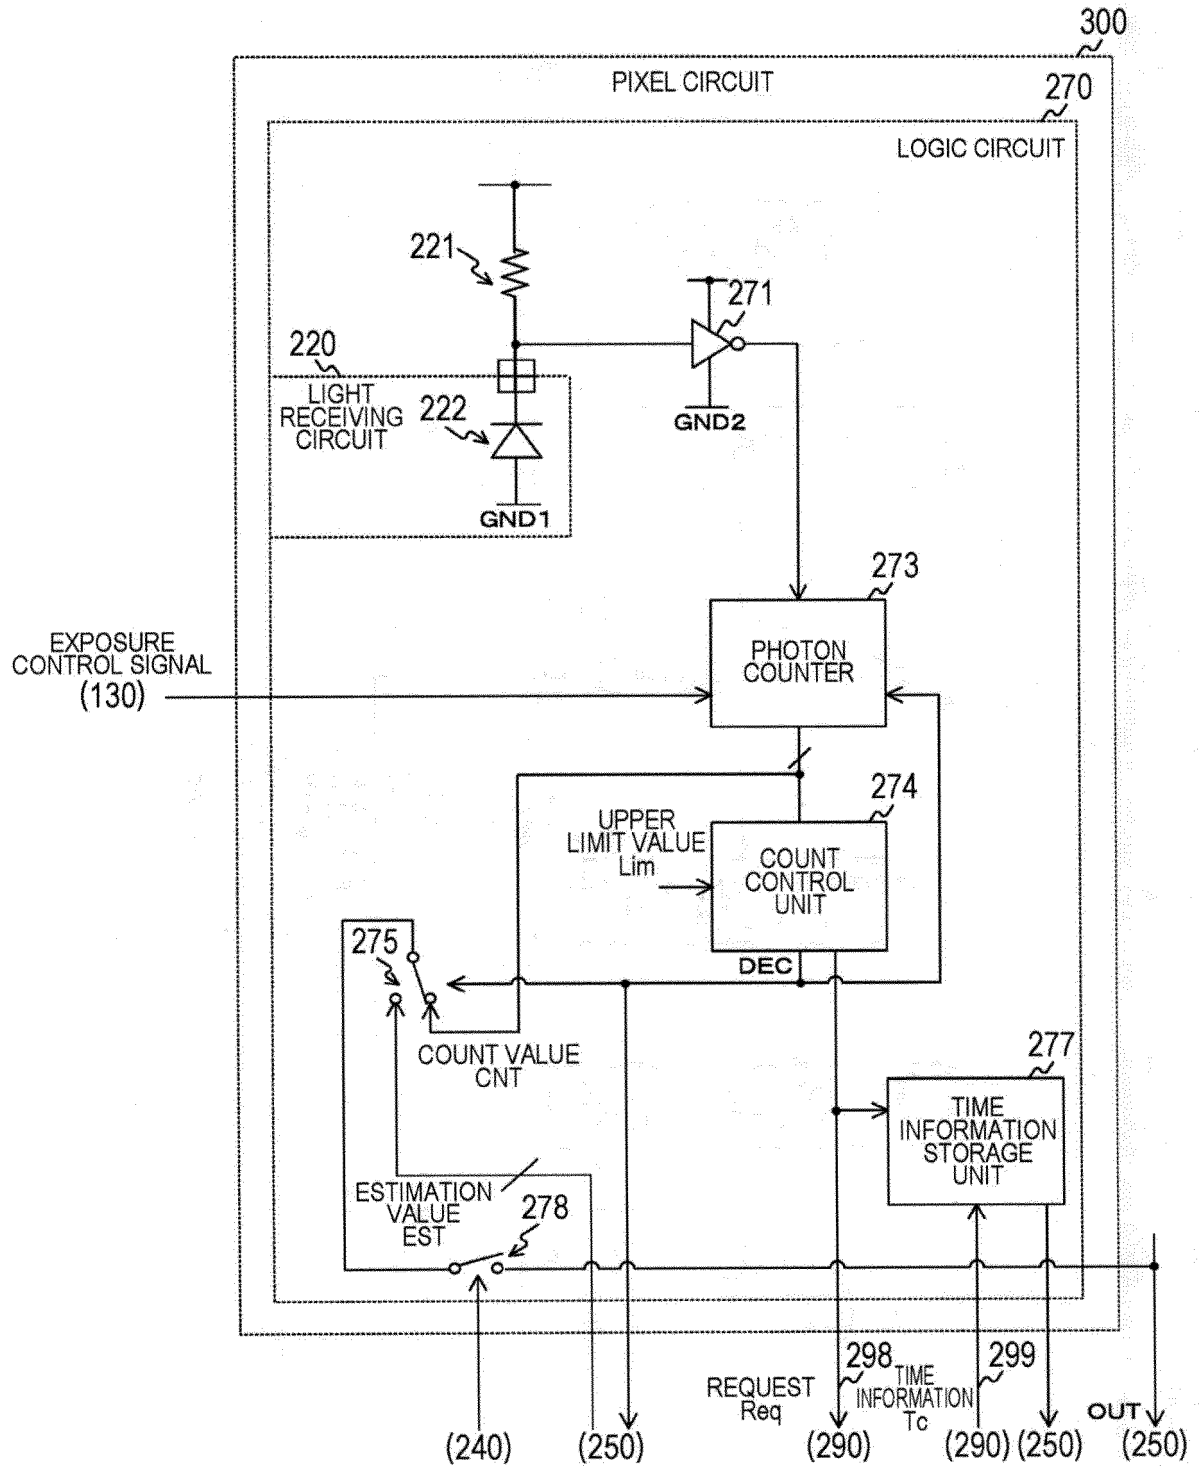 300
PIXEL CIRCUIT
270
LOGIC CIRCUIT
221
271
220
LIGHT
RECEIVING
CIRCUIT
222
GND2
GND1
273
EXPOSURE
CONTROL SIGNAL
(130)
PHOTON
COUNTER
274
UPPER
LIMIT VALUE
Lim
COUNT
CONTROL
UNIT
275
DEC
COUNT VALUE
CNT
277
TIME
INFORMATION
STORAGE
UNIT
ESTIMATION
VALUE
EST
278
REQUEST
Req
298
TIME
INFORMATION
Tc
299
OUT
(240)
(250)
(290)
(290)
(250)
(250)